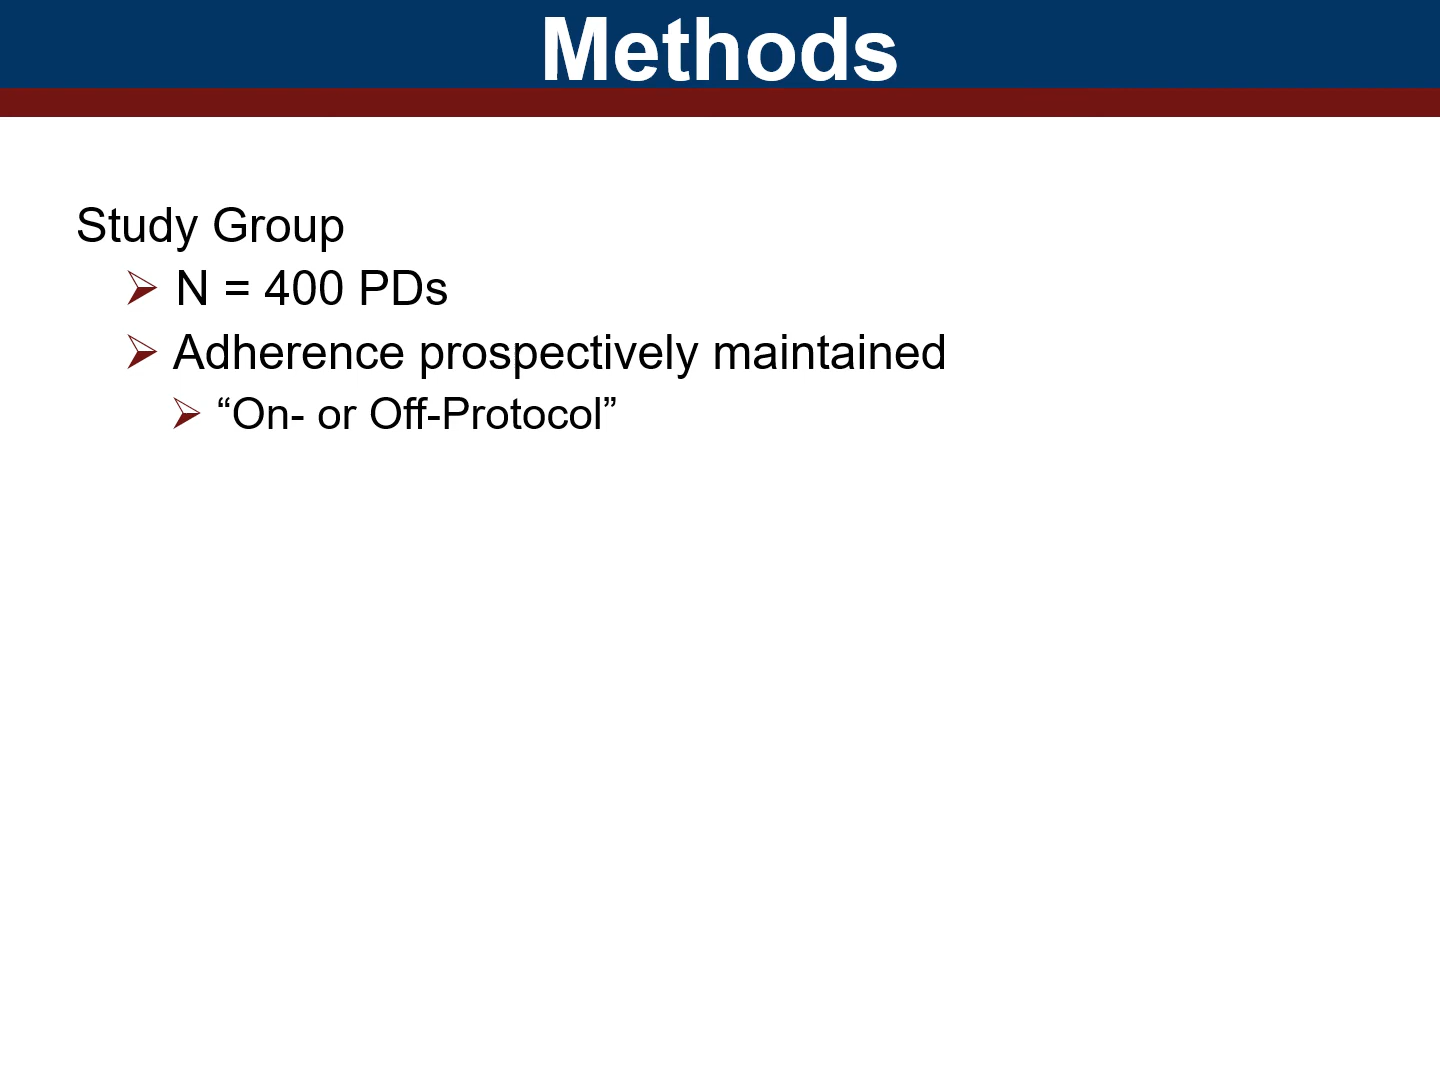 Methods
Study Group
➢ N = 400 PDs
➢ Adherence prospectively maintained
➢ “On- or Off-Protocol”